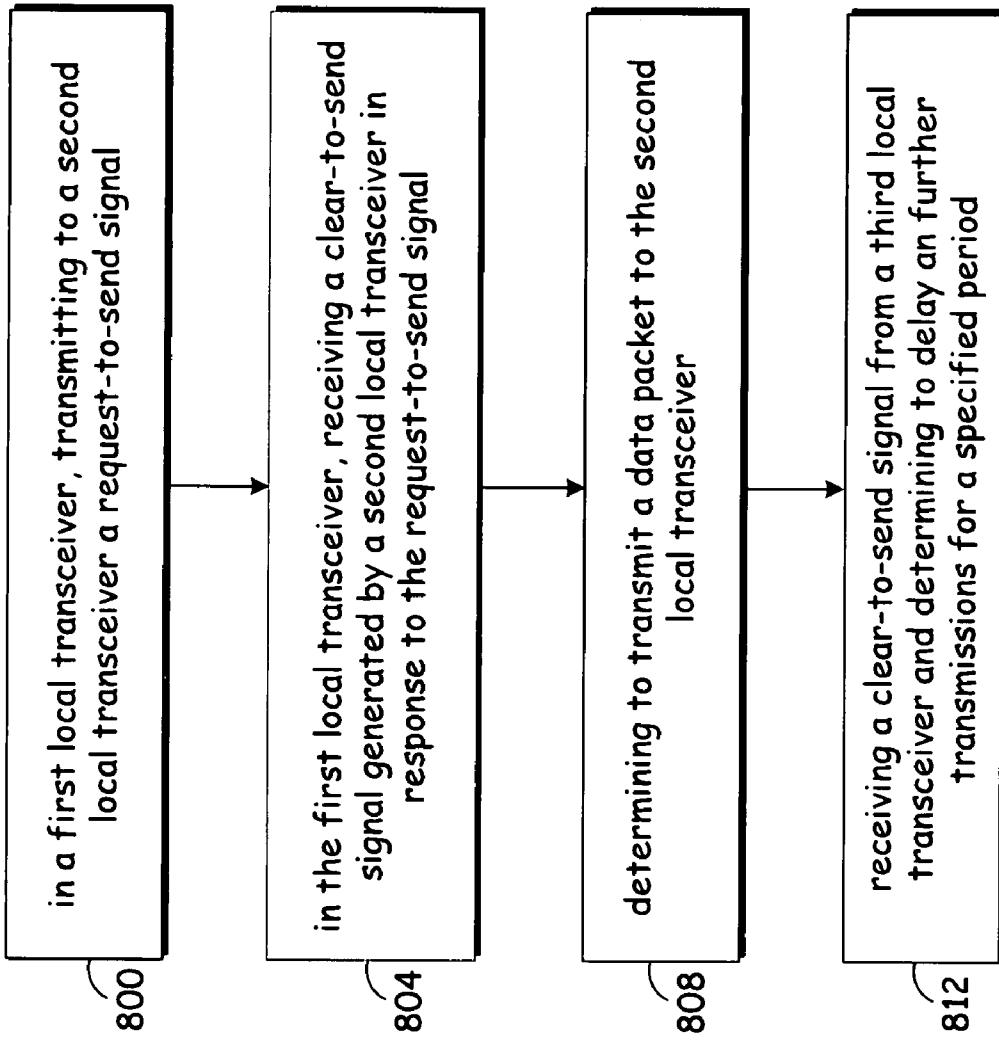 in a first local transceiver, transmitting to a second
local transceiver a request-to-send signal
800
in the first local transceiver, receiving a clear-to-send
signal generated by a second local transceiver in
response to the request-to-send signal
804
determining to transmit a data packet to the second
local transceiver
808
receiving a clear-to-send signal from a third local
transceiver and determining to delay an further
transmissions for a specified period
812